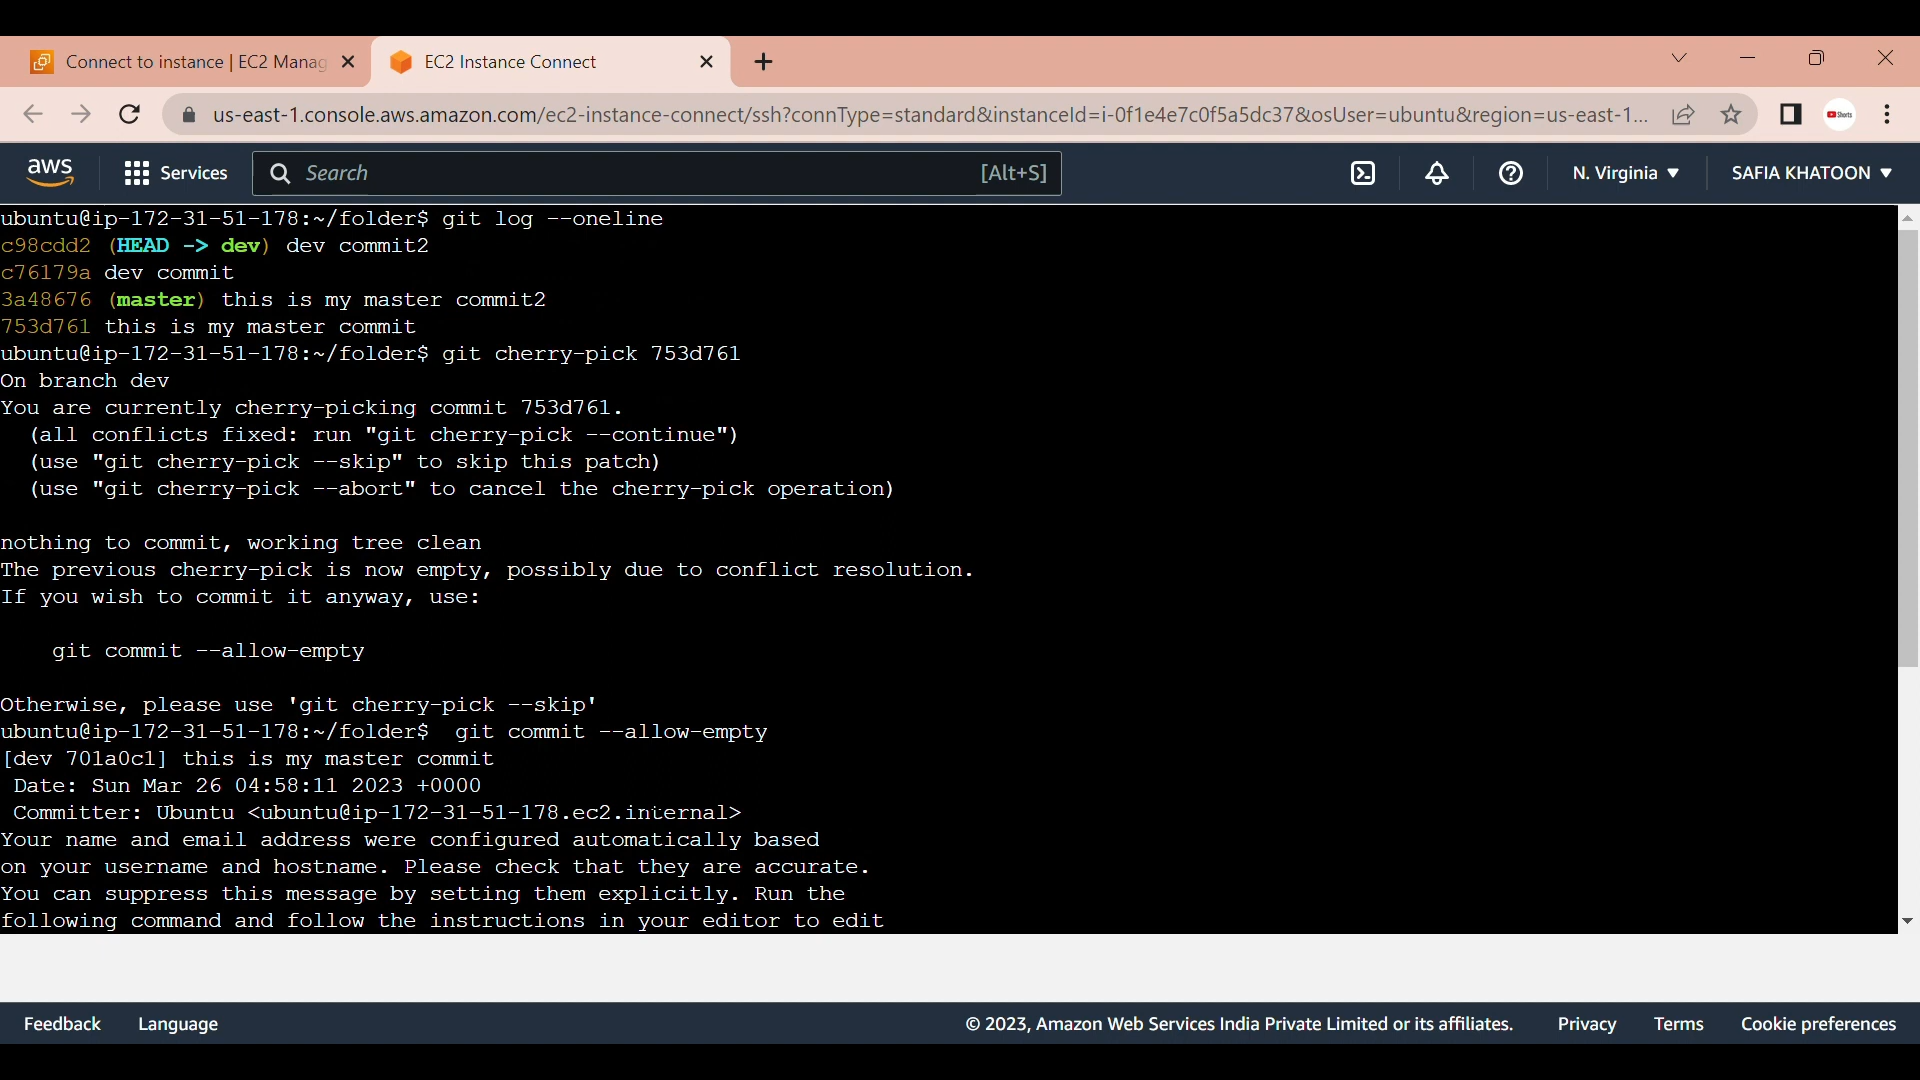 Connect to instance | EC2 Manag
EC2 Instance Connect
us-east-1.console.aws.amazon.com/ec2-instance-connect/ssh?connType=standard&instanceId=i-0f1e4e7c0f5a5dc37&osUser=ubuntu&region=us-east-1...
Shorts
aws
Services
Search
[Alt+S]
N. Virginia
SAFIA KHATOON
ubuntu@ip-172-31-51-178:~/folder$ git log --oneline
c98cdd2 (HEAD -> dev) dev commit2
c76179a dev commit
3a48676 (master) this is my master commit2
753d761 this is my master commit
ubuntu@ip-172-31-51-178:~/folder$ git cherry-pick 753d761
On branch dev
You are currently cherry-picking commit 753d761.
(all conflicts fixed: run "git cherry-pick --continue")
(use "git cherry-pick --skip" to skip this patch)
(use "git cherry-pick --abort" to cancel the cherry-pick operation)
nothing to commit, working tree clean
The previous cherry-pick is now empty, possibly due to conflict resolution.
If you wish to commit it anyway, use:
git commit --allow-empty
Otherwise, please use 'git cherry-pick --skip'
ubuntu@ip-172-31-51-178:~/folder$  git commit --allow-empty
[dev 701a0c1] this is my master commit
Date: Sun Mar 26 04:58:11 2023 +0000
Committer: Ubuntu <ubuntu@ip-172-31-51-178.ec2.internal>
Your name and email address were configured automatically based
on your username and hostname. Please check that they are accurate.
You can suppress this message by setting them explicitly. Run the
following command and follow the instructions in your editor to edit
Feedback
Language
© 2023, Amazon Web Services India Private Limited or its affiliates.
Privacy
Terms
Cookie preferences